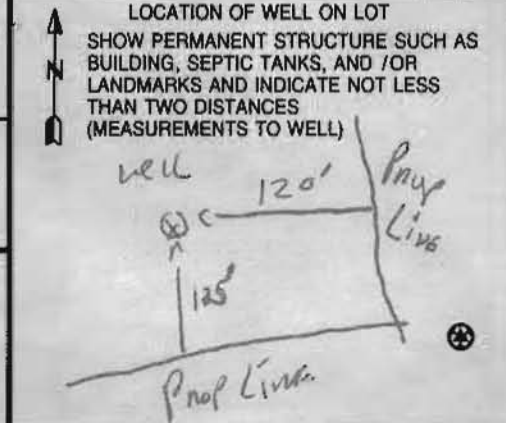 LOCATION OF WELL ON LOT
SHOW PERMANENT STRUCTURE SUCH AS
BUILDING, SEPTIC TANKS, AND /OR
LANDMARKS AND INDICATE NOT LESS
THAN TWO DISTANCES
(MEASUREMENTS TO WELL)
N
well
120'
Prop
Line
125'
Prop Line.